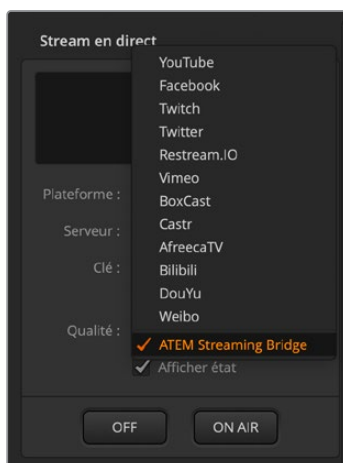 Stream en direct
YouTube
Facebook
Twitch
Twitter
Restream.IO
Vimeo
BoxCast
Castr
AfreecaTV
Bilibili
DouYu
Weibo
✓ ATEM Streaming Bridge
Plateforme :
Serveur :
Clé :
Qualité :
✓ Afficher état
OFF ON AIR